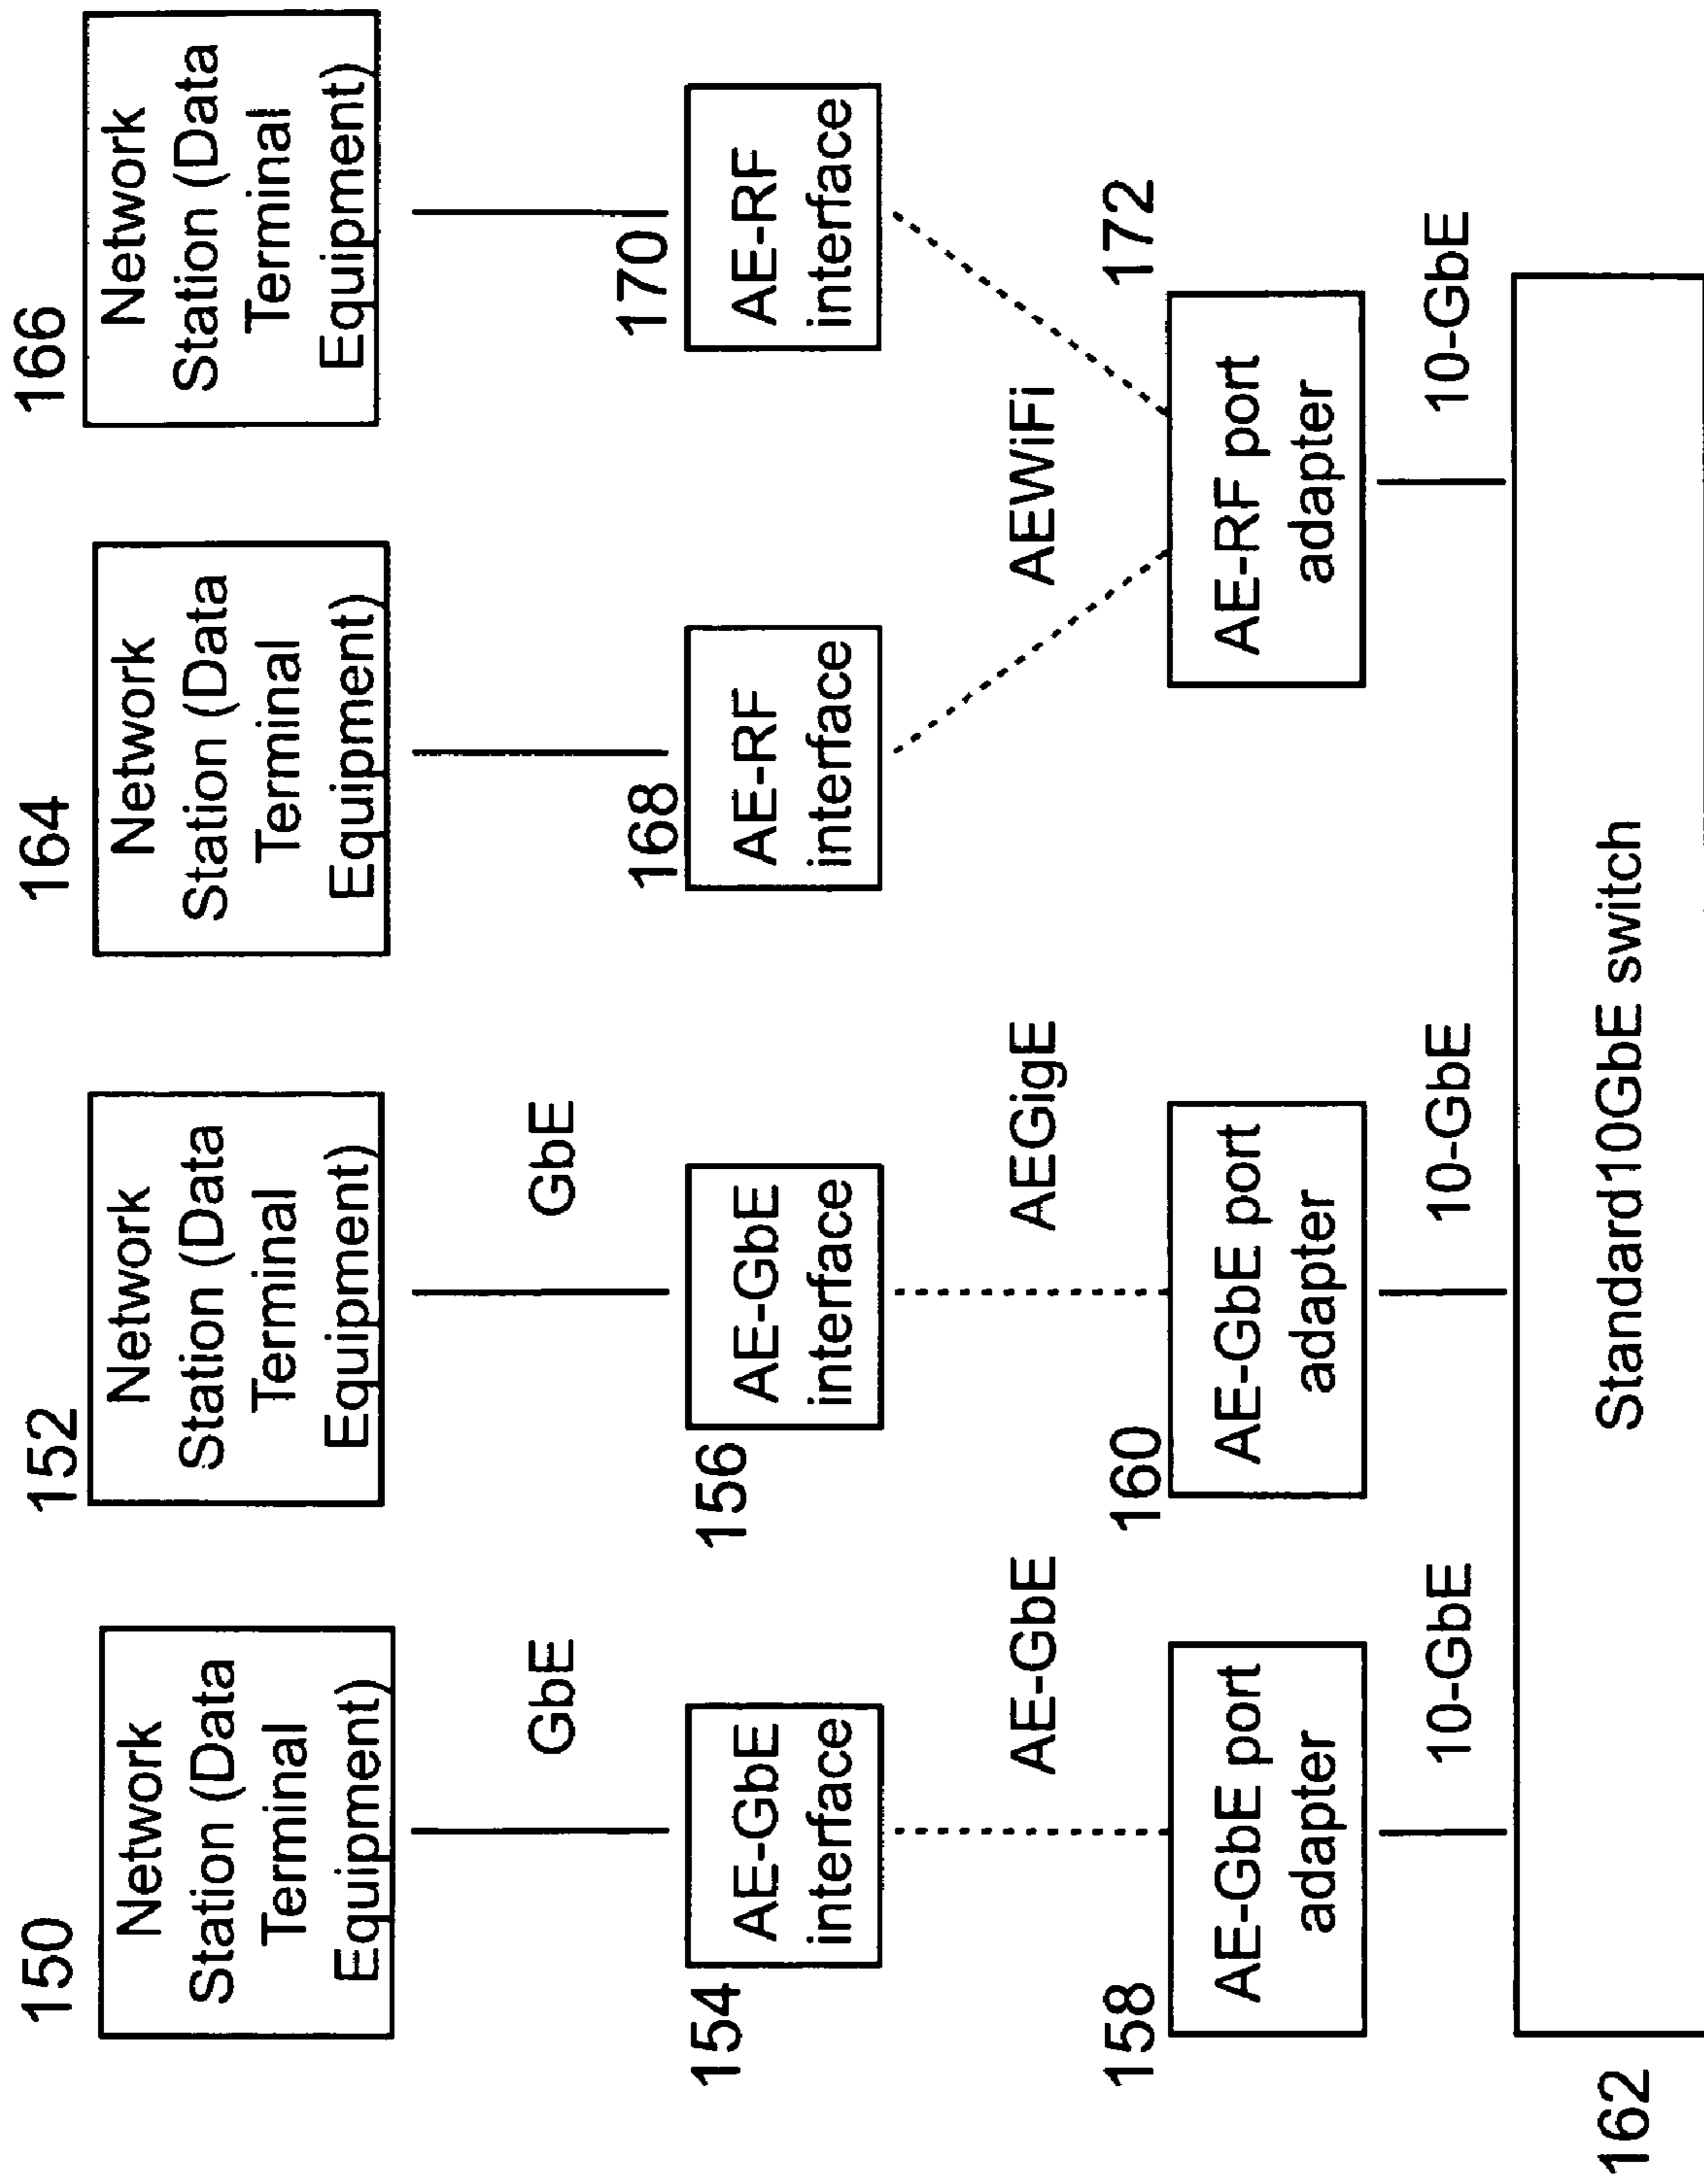 150
152
164
166
Network
Station (Data
Terminal
Equipment)
Network
Station (Data
Terminal
Equipment)
Network
Station (Data
Terminal
Equipment)
Network
Station (Data
Terminal
Equipment)
GbE
GbE
154
AE-GbE
interface
156
AE-GbE
interface
168
AE-RF
interface
170
AE-RF
interface
AE-GbE
AEGigE
AEWiFi
158
AE-GbE port
adapter
160
AE-GbE port
adapter
172
AE-RF port
adapter
10-GbE
10-GbE
10-GbE
162
Standard10GbE switch